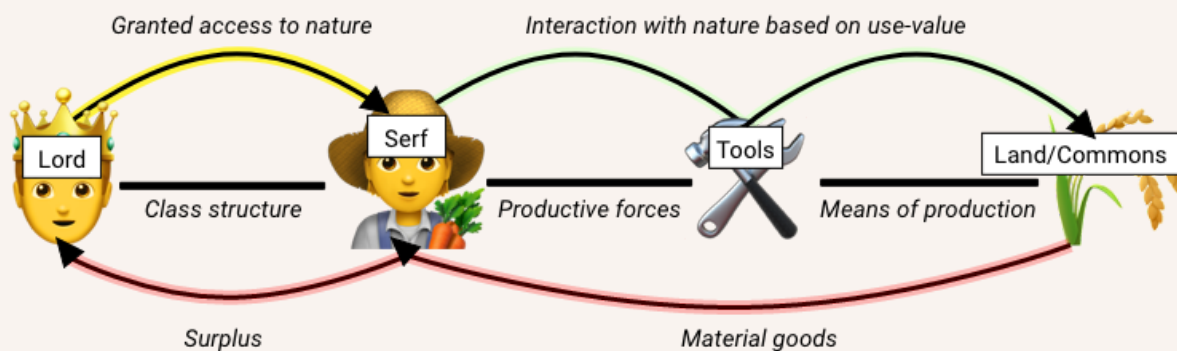 Granted access to nature
Interaction with nature based on use-value
Lord
Serf
Tools
Land/Commons
Class structure
Productive forces
Means of production
Surplus
Material goods